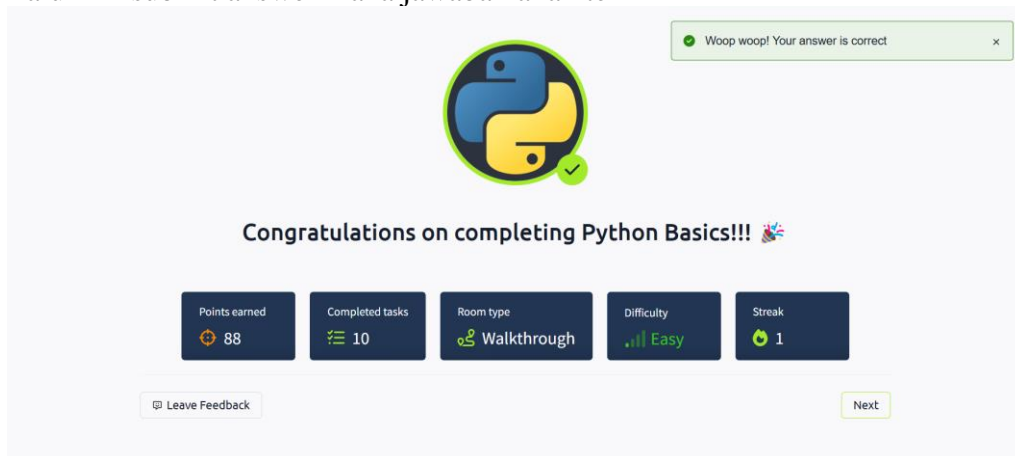 Woop woop! Your answer is correct
Congratulations on completing Python Basics!!! 🎉
Points earned
88
Completed tasks
10
Room type
Walkthrough
Difficulty
Easy
Streak
1
Leave Feedback
Next